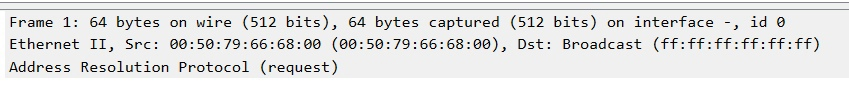 Frame 1: 64 bytes on wire (512 bits), 64 bytes captured (512 bits) on interface -, id 0
Ethernet II, Src: 00:50:79:66:68:00 (00:50:79:66:68:00), Dst: Broadcast (ff:ff:ff:ff:ff:ff)
Address Resolution Protocol (request)